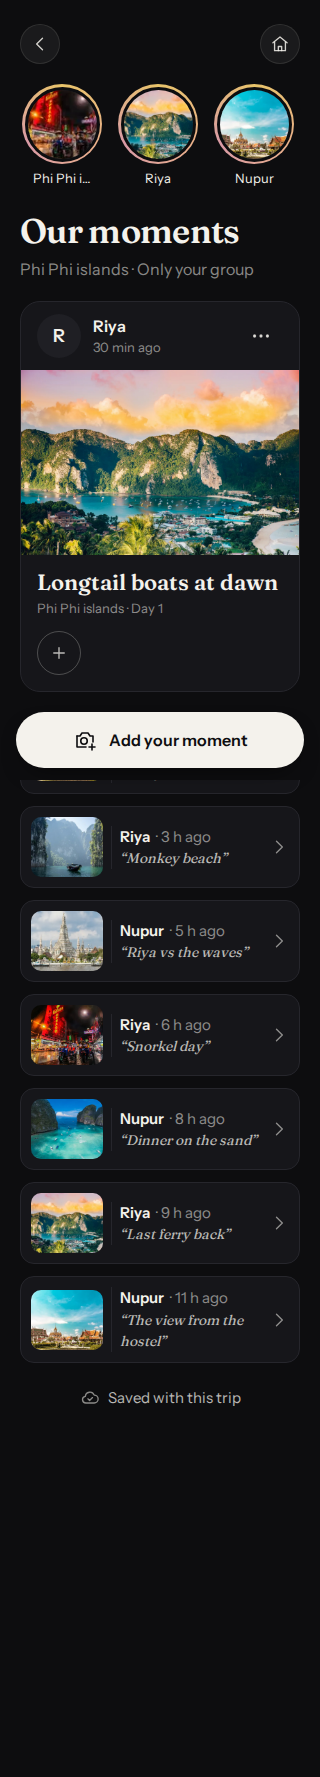 Phi Phi i...
Riya
Nupur
Our moments
Phi Phi islands · Only your group
R
Riya
30 min ago
Longtail boats at dawn
Phi Phi islands · Day 1
Add your moment
Riya · 3 h ago
“Monkey beach”
Nupur · 5 h ago
“Riya vs the waves”
Riya · 6 h ago
“Snorkel day”
Nupur · 8 h ago
“Dinner on the sand”
Riya · 9 h ago
“Last ferry back”
Nupur · 11 h ago
“The view from the
hostel”
Saved with this trip